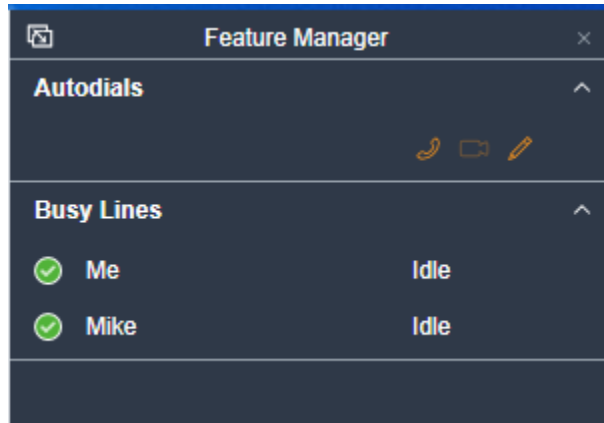 Feature Manager
Autodials
Busy Lines
Me Idle
Mike Idle